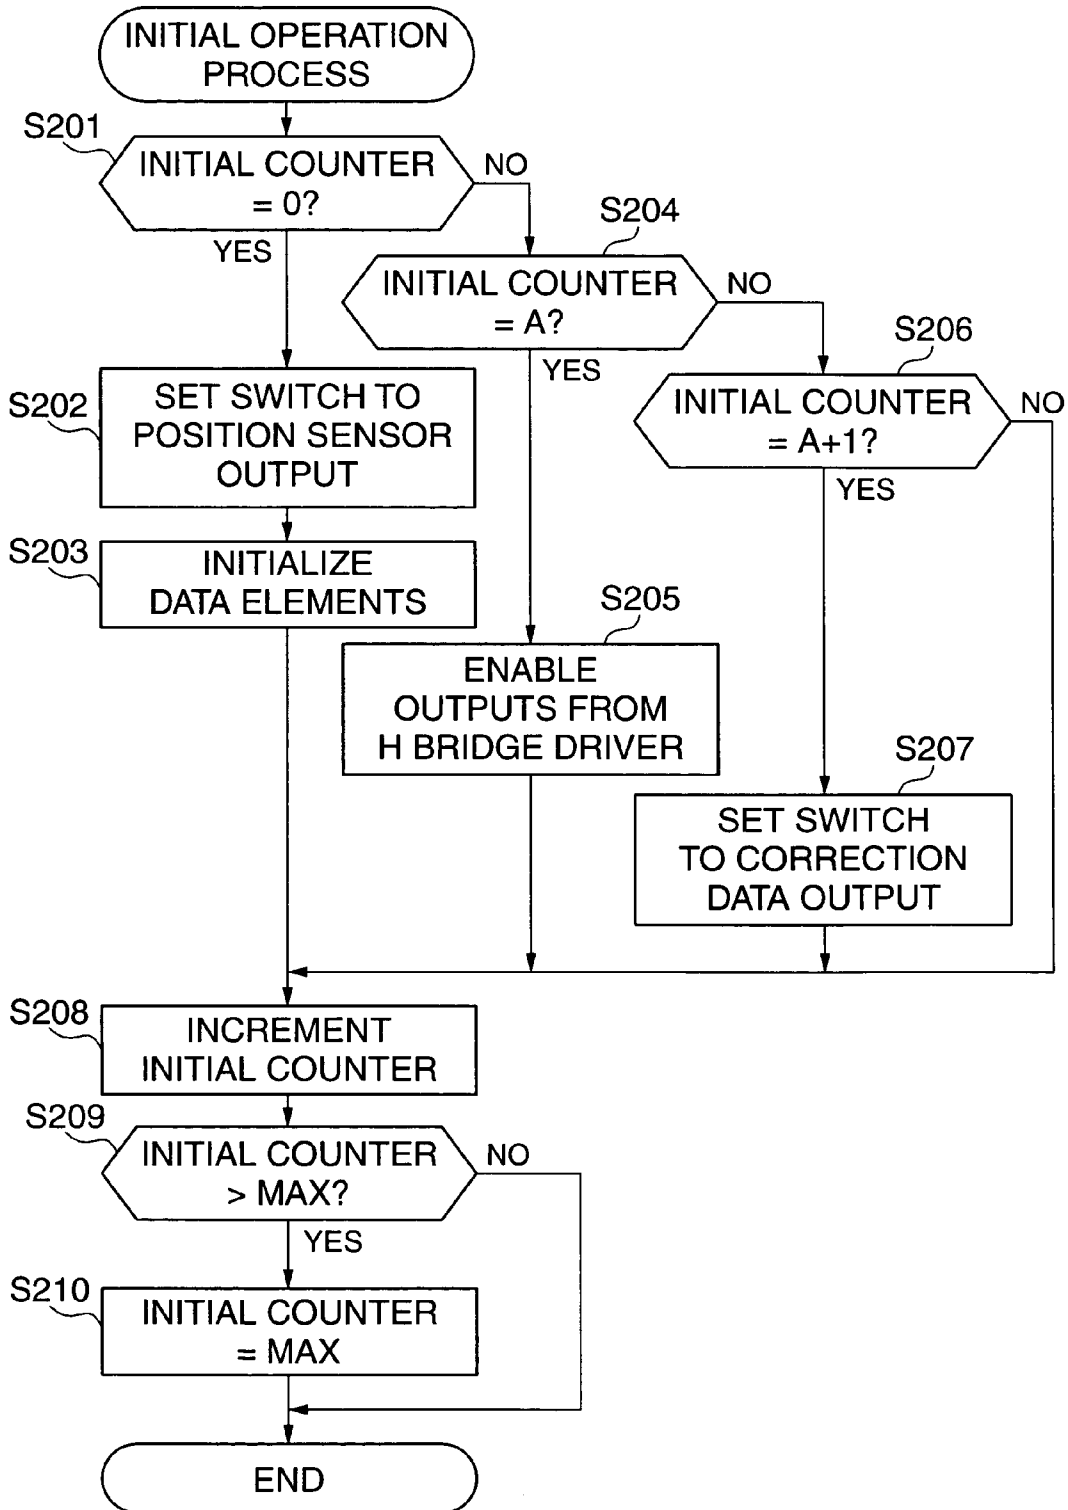 INITIAL OPERATION
PROCESS
S201
INITIAL COUNTER
= 0?
NO
YES
S204
INITIAL COUNTER
= A?
NO
YES
S206
INITIAL COUNTER
= A+1?
NO
YES
S202
SET SWITCH TO
POSITION SENSOR
OUTPUT
S203
INITIALIZE
DATA ELEMENTS
S205
ENABLE
OUTPUTS FROM
H BRIDGE DRIVER
S207
SET SWITCH
TO CORRECTION
DATA OUTPUT
S208
INCREMENT
INITIAL COUNTER
S209
INITIAL COUNTER
> MAX?
NO
YES
S210
INITIAL COUNTER
= MAX
END